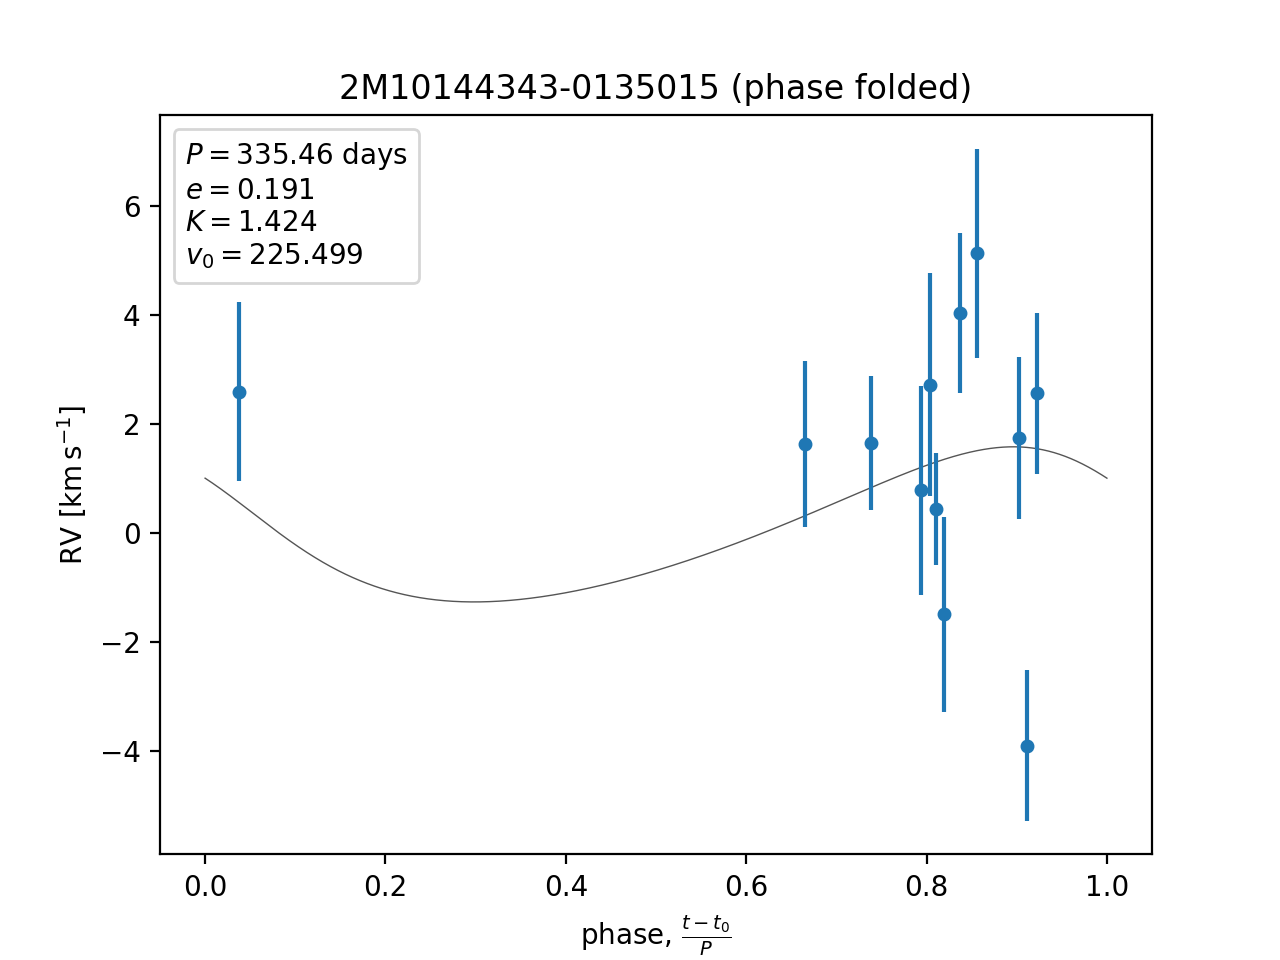 2M10144343-0135015 (phase folded)
P = 335.46 days
e = 0.191
K = 1.424
v₀ = 225.499
RV [km s⁻¹]
6
4
2
0
−2
−4
0.0 0.2 0.4 0.6 0.8 1.0
phase, (t − t₀)/P